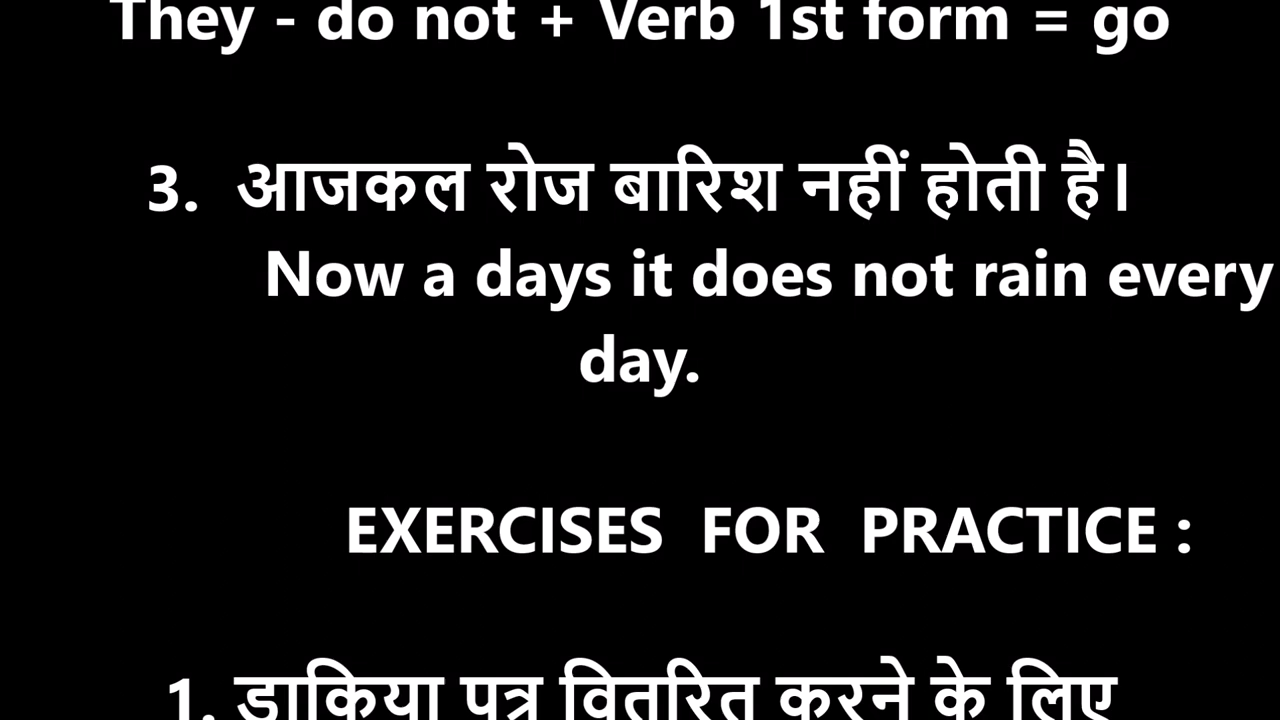 They - do not + Verb 1st form = go
3. आजकल रोज बारिश नहीं होती है।
Now a days it does not rain every
day.
EXERCISES FOR PRACTICE :
1. डाकिया पत्र वितरित करने के लिए